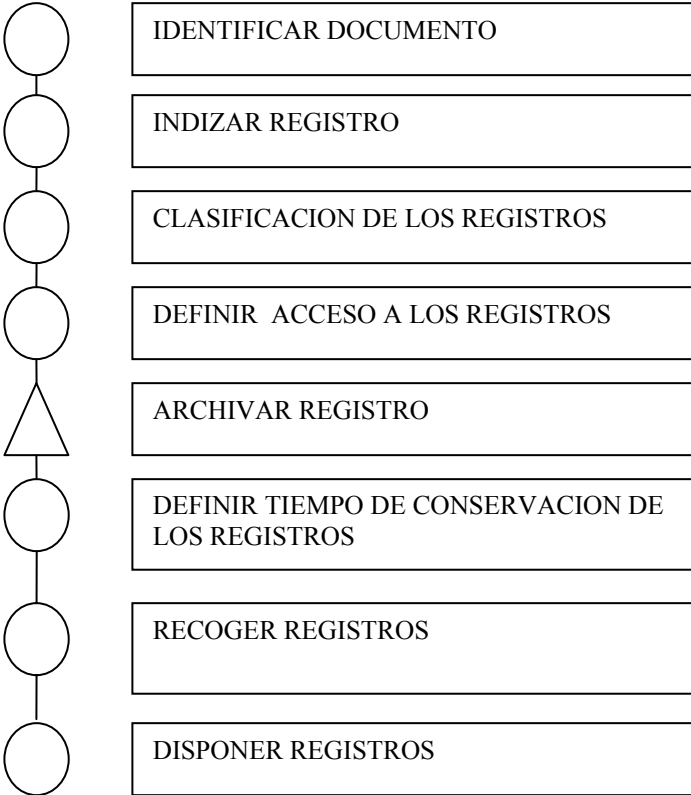 IDENTIFICAR DOCUMENTO
INDIZAR REGISTRO
CLASIFICACION DE LOS REGISTROS
DEFINIR ACCESO A LOS REGISTROS
ARCHIVAR REGISTRO
DEFINIR TIEMPO DE CONSERVACION DE
LOS REGISTROS
RECOGER REGISTROS
DISPONER REGISTROS